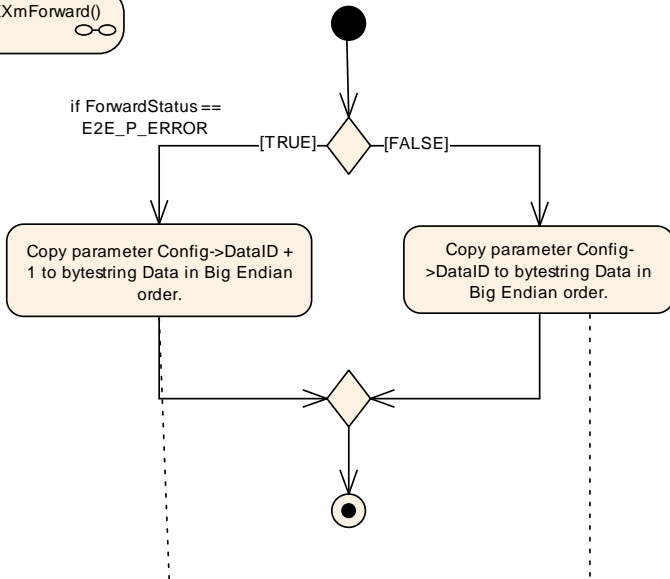 XmForward()
if ForwardStatus ==
E2E_P_ERROR
[TRUE]
[FALSE]
Copy parameter Config->DataID +
1 to bytestring Data in Big Endian
order.
Copy parameter Config-
>DataID to bytestring Data in
Big Endian order.